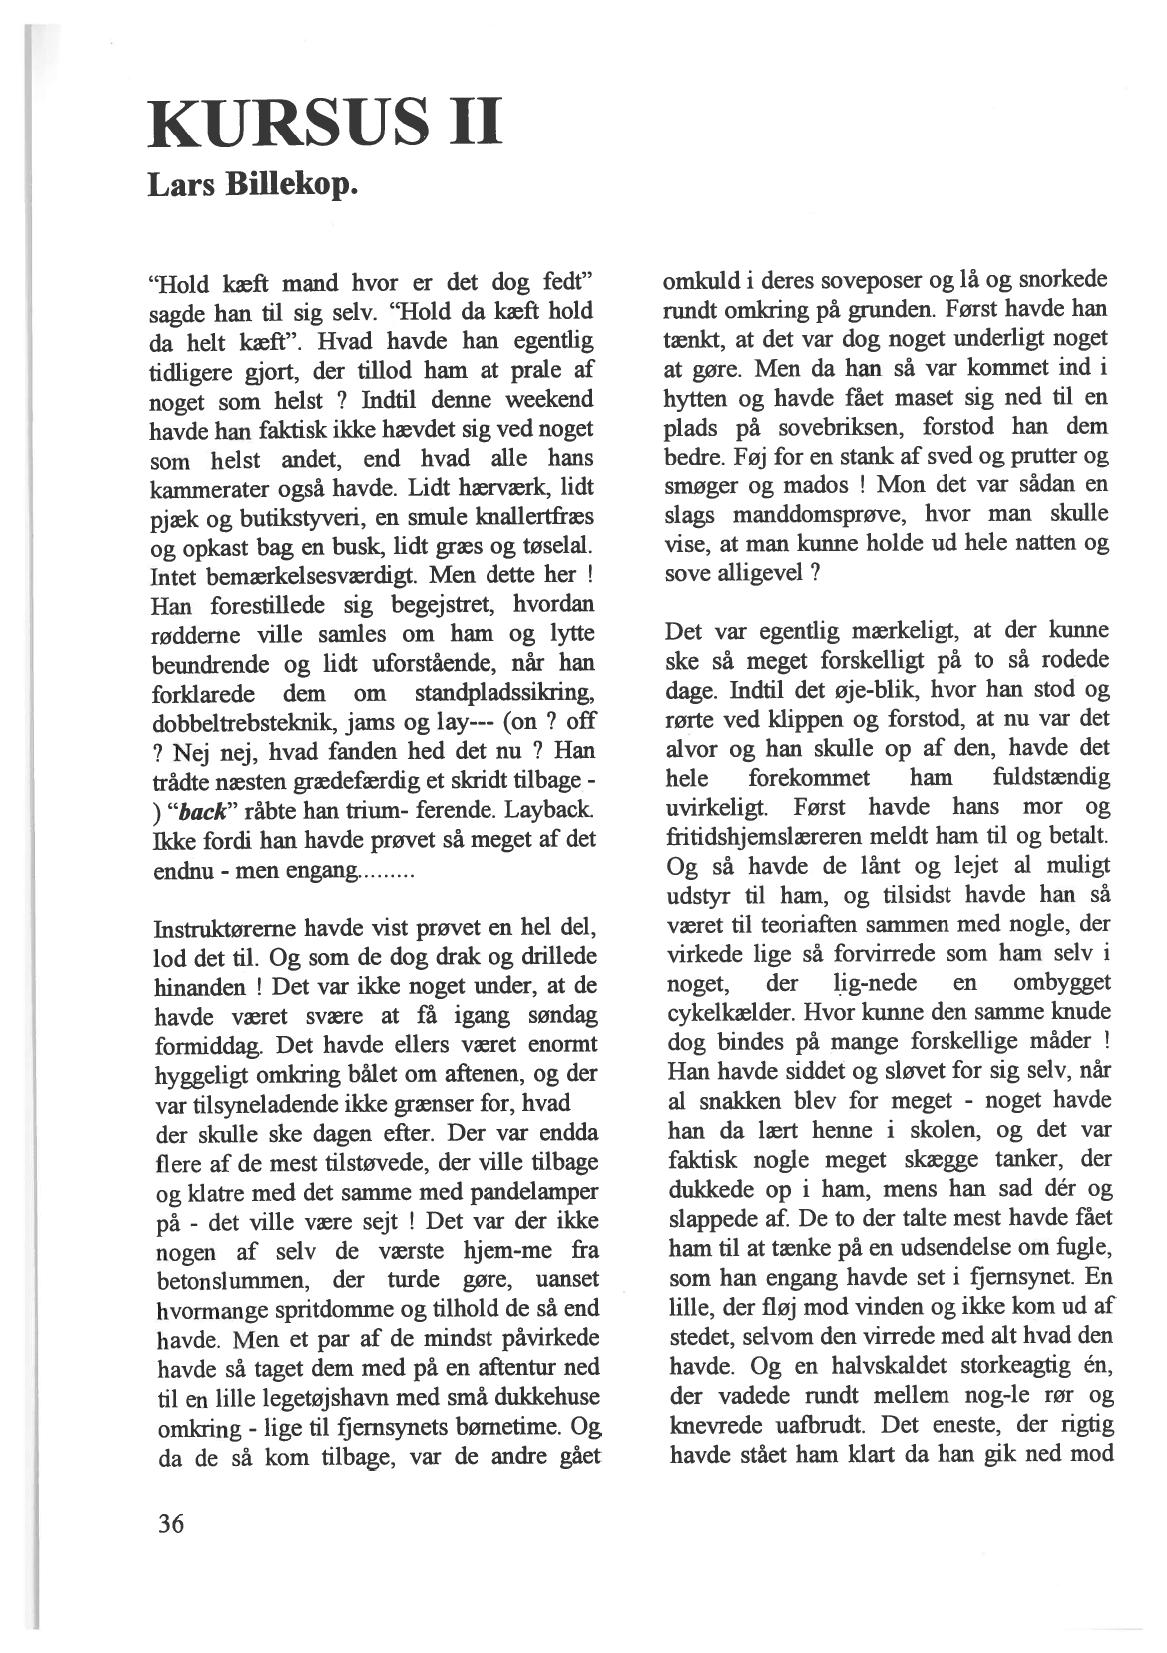 KURSUS II
Lars Billekop.
“Hold kæft mand hvor er det dog fedt”
sagde han til sig selv. “Hold da kæft hold
da helt kæft”. Hvad havde han egentlig
tidligere gjort, der tillod ham at prale af
noget som helst ? Indtil denne weekend
havde han faktisk ikke hævdet sig ved noget
som helst andet, end hvad alle hans
kammerater også havde. Lidt hærværk, lidt
pjæk og butikstyveri, en smule knallertfræs
og opkast bag en busk, lidt græs og tøselal.
Intet bemærkelsesværdigt. Men dette her !
Han forestillede sig begejstret, hvordan
rødderne ville samles om ham og lytte
beundrende og lidt uforstående, når han
forklarede dem om standpladssikring,
dobbeltrebsteknik, jams og lay--- (on ? off
? Nej nej, hvad fanden hed det nu ? Han
trådte næsten grædefærdig et skridt tilbage -
) “back” råbte han trium- ferende. Layback.
Ikke fordi han havde prøvet så meget af det
endnu - men engang.........
Instruktørerne havde vist prøvet en hel del,
lod det til. Og som de dog drak og drillede
hinanden ! Det var ikke noget under, at de
havde været svære at få igang søndag
formiddag. Det havde ellers været enormt
hyggeligt omkring bålet om aftenen, og der
var tilsyneladende ikke grænser for, hvad
der skulle ske dagen efter. Der var endda
flere af de mest tilstøvede, der ville tilbage
og klatre med det samme med pandelamper
på - det ville være sejt ! Det var der ikke
nogen af selv de værste hjem-me fra
betonslummen, der turde gøre, uanset
hvormange spritdomme og tilhold de så end
havde. Men et par af de mindst påvirkede
havde så taget dem med på en aftentur ned
til en lille legetøjshavn med små dukkehuse
omkring - lige til fjernsynets børnetime. Og
da de så kom tilbage, var de andre gået
omkuld i deres soveposer og lå og snorkede
rundt omkring på grunden. Først havde han
tænkt, at det var dog noget underligt noget
at gøre. Men da han så var kommet ind i
hytten og havde fået maset sig ned til en
plads på sovebriksen, forstod han dem
bedre. Føj for en stank af sved og prutter og
smøger og mados ! Mon det var sådan en
slags manddomsprøve, hvor man skulle
vise, at man kunne holde ud hele natten og
sove alligevel ?
Det var egentlig mærkeligt, at der kunne
ske så meget forskelligt på to så rodede
dage. Indtil det øje-blik, hvor han stod og
rørte ved klippen og forstod, at nu var det
alvor og han skulle op af den, havde det
hele forekommet ham fuldstændig
uvirkeligt. Først havde hans mor og
fritidshjemslæreren meldt ham til og betalt.
Og så havde de lånt og lejet al muligt
udstyr til ham, og tilsidst havde han så
været til teoriaften sammen med nogle, der
virkede lige så forvirrede som ham selv i
noget, der lig-nede en ombygget
cykelkælder. Hvor kunne den samme knude
dog bindes på mange forskellige måder !
Han havde siddet og sløvet for sig selv, når
al snakken blev for meget - noget havde
han da lært henne i skolen, og det var
faktisk nogle meget skægge tanker, der
dukkede op i ham, mens han sad dér og
slappede af. De to der talte mest havde fået
ham til at tænke på en udsendelse om fugle,
som han engang havde set i fjernsynet. En
lille, der fløj mod vinden og ikke kom ud af
stedet, selvom den virrede med alt hvad den
havde. Og en halvskaldet storkeagtig én,
der vadede rundt mellem nog-le rør og
knevrede uafbrudt. Det eneste, der rigtig
havde stået ham klart da han gik ned mod
36